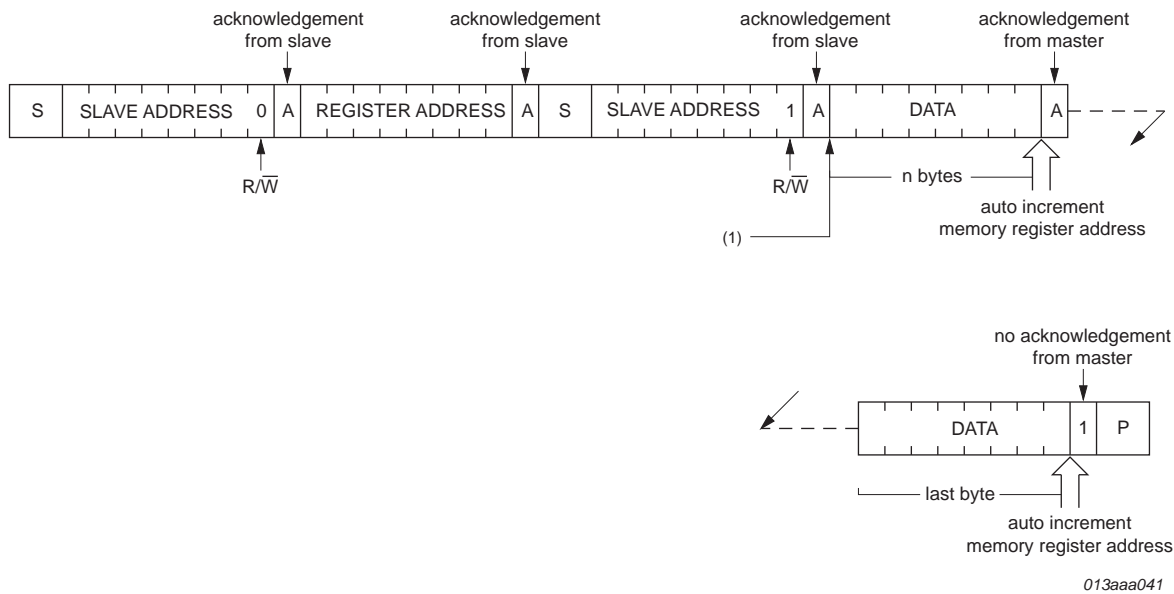 acknowledgement
from slave
acknowledgement
from slave
acknowledgement
from slave
acknowledgement
from master
S SLAVE ADDRESS 0 A REGISTER ADDRESS A S SLAVE ADDRESS 1 A DATA A
R/W̅
R/W̅
n bytes
auto increment
memory register address
(1)
no acknowledgement
from master
DATA 1 P
last byte
auto increment
memory register address
013aaa041